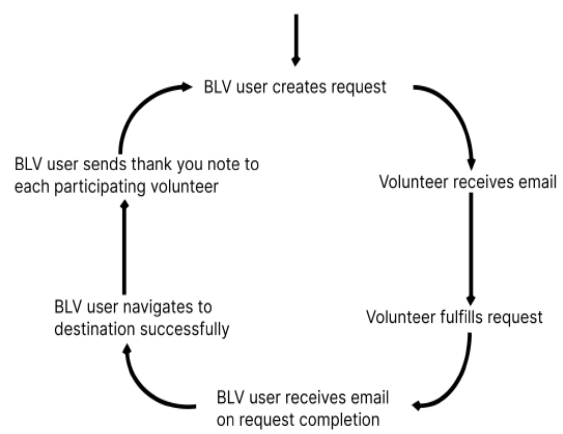 BLV user creates request
Volunteer receives email
Volunteer fulfills request
BLV user receives email
on request completion
BLV user navigates to
destination successfully
BLV user sends thank you note to
each participating volunteer